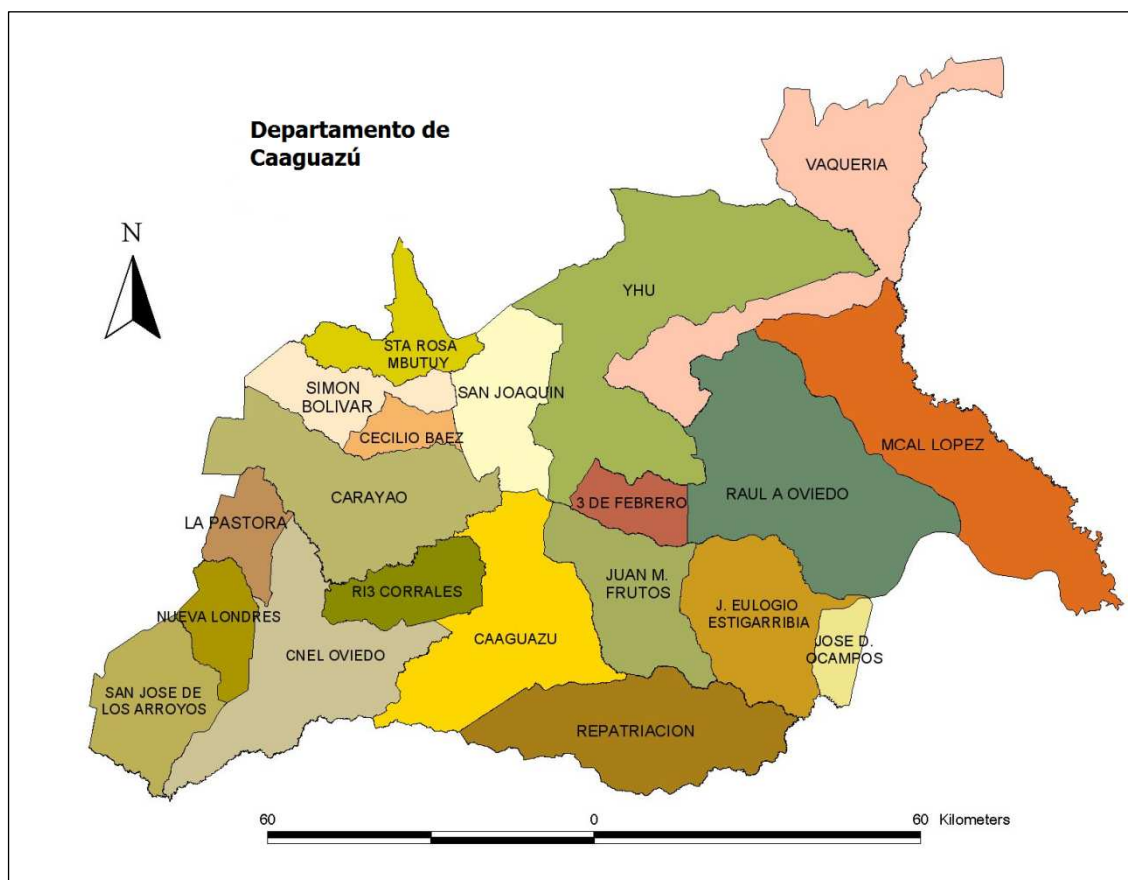 Departamento de
Caaguazú
N
VAQUERIA
YHU
STA ROSA
MBUTUY
SIMON
BOLIVAR
SAN JOAQUIN
CECILIO BAEZ
MCAL LOPEZ
CARAYAO
3 DE FEBRERO
RAUL A OVIEDO
LA PASTORA
RI3 CORRALES
JUAN M.
FRUTOS
J. EULOGIO
ESTIGARRIBIA
NUEVA LONDRES
CAAGUAZU
JOSE D.
OCAMPOS
CNEL OVIEDO
SAN JOSE DE
LOS ARROYOS
REPATRIACION
60 0 60 Kilometers